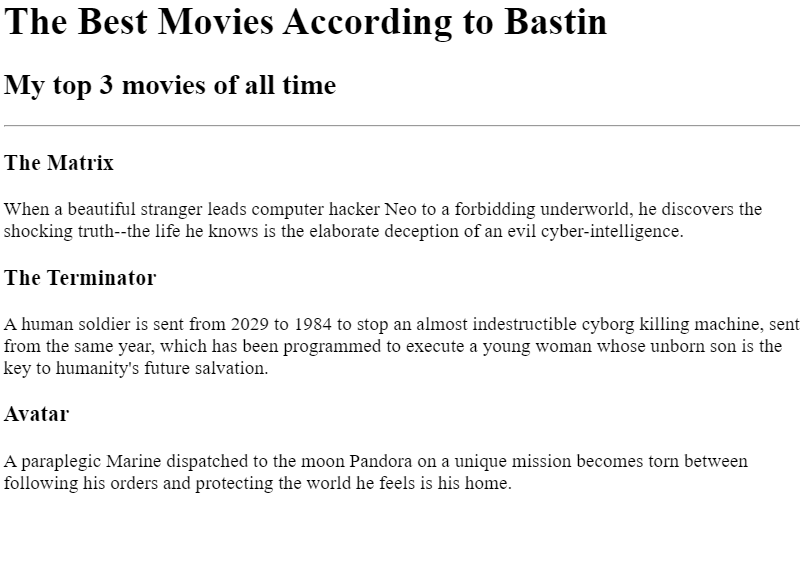 The Best Movies According to Bastin
My top 3 movies of all time
The Matrix
When a beautiful stranger leads computer hacker Neo to a forbidding underworld, he discovers the
shocking truth--the life he knows is the elaborate deception of an evil cyber-intelligence.
The Terminator
A human soldier is sent from 2029 to 1984 to stop an almost indestructible cyborg killing machine, sent
from the same year, which has been programmed to execute a young woman whose unborn son is the
key to humanity's future salvation.
Avatar
A paraplegic Marine dispatched to the moon Pandora on a unique mission becomes torn between
following his orders and protecting the world he feels is his home.